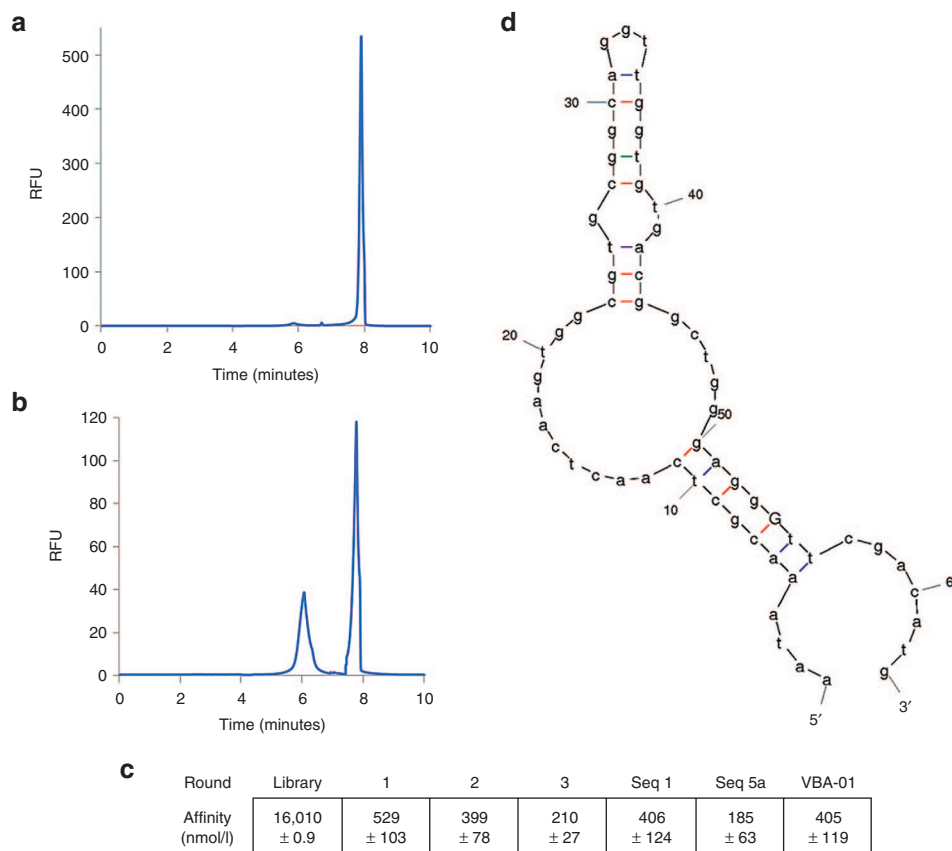 a
500
400
300
200
100
0
RFU
0 2 4 6 8 10
Time (minutes)
b
120
100
80
60
40
20
0
RFU
0 2 4 6 8 10
Time (minutes)
c
Round Library 1 2 3 Seq 1 Seq 5a VBA-01
Affinity (nmol/l) 16,010 ± 0.9 529 ± 103 399 ± 78 210 ± 27 406 ± 124 185 ± 63 405 ± 119
d
5′
a a t a a a c g c t c a a c t c a a g t g g c g t g c g g c a g g t t g g t g t g a c g g c t g g g a g g G t t c g a c a t g
3′
10
20
30
40
50
6